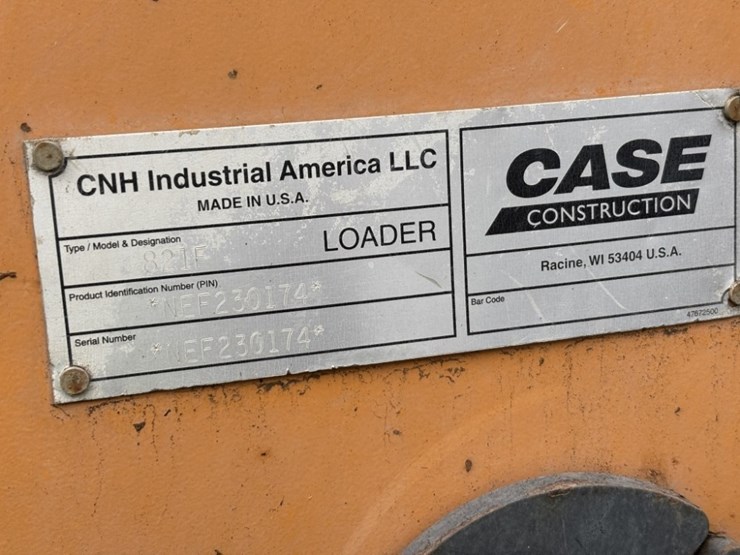 CNH Industrial America LLC
MADE IN U.S.A.
Type / Model & Designation
821F
LOADER
Product Identification Number (PIN)
*NEF230174*
Serial Number
*NEF230174*
CASE
CONSTRUCTION
Racine, WI 53404 U.S.A.
Bar Code
47672500